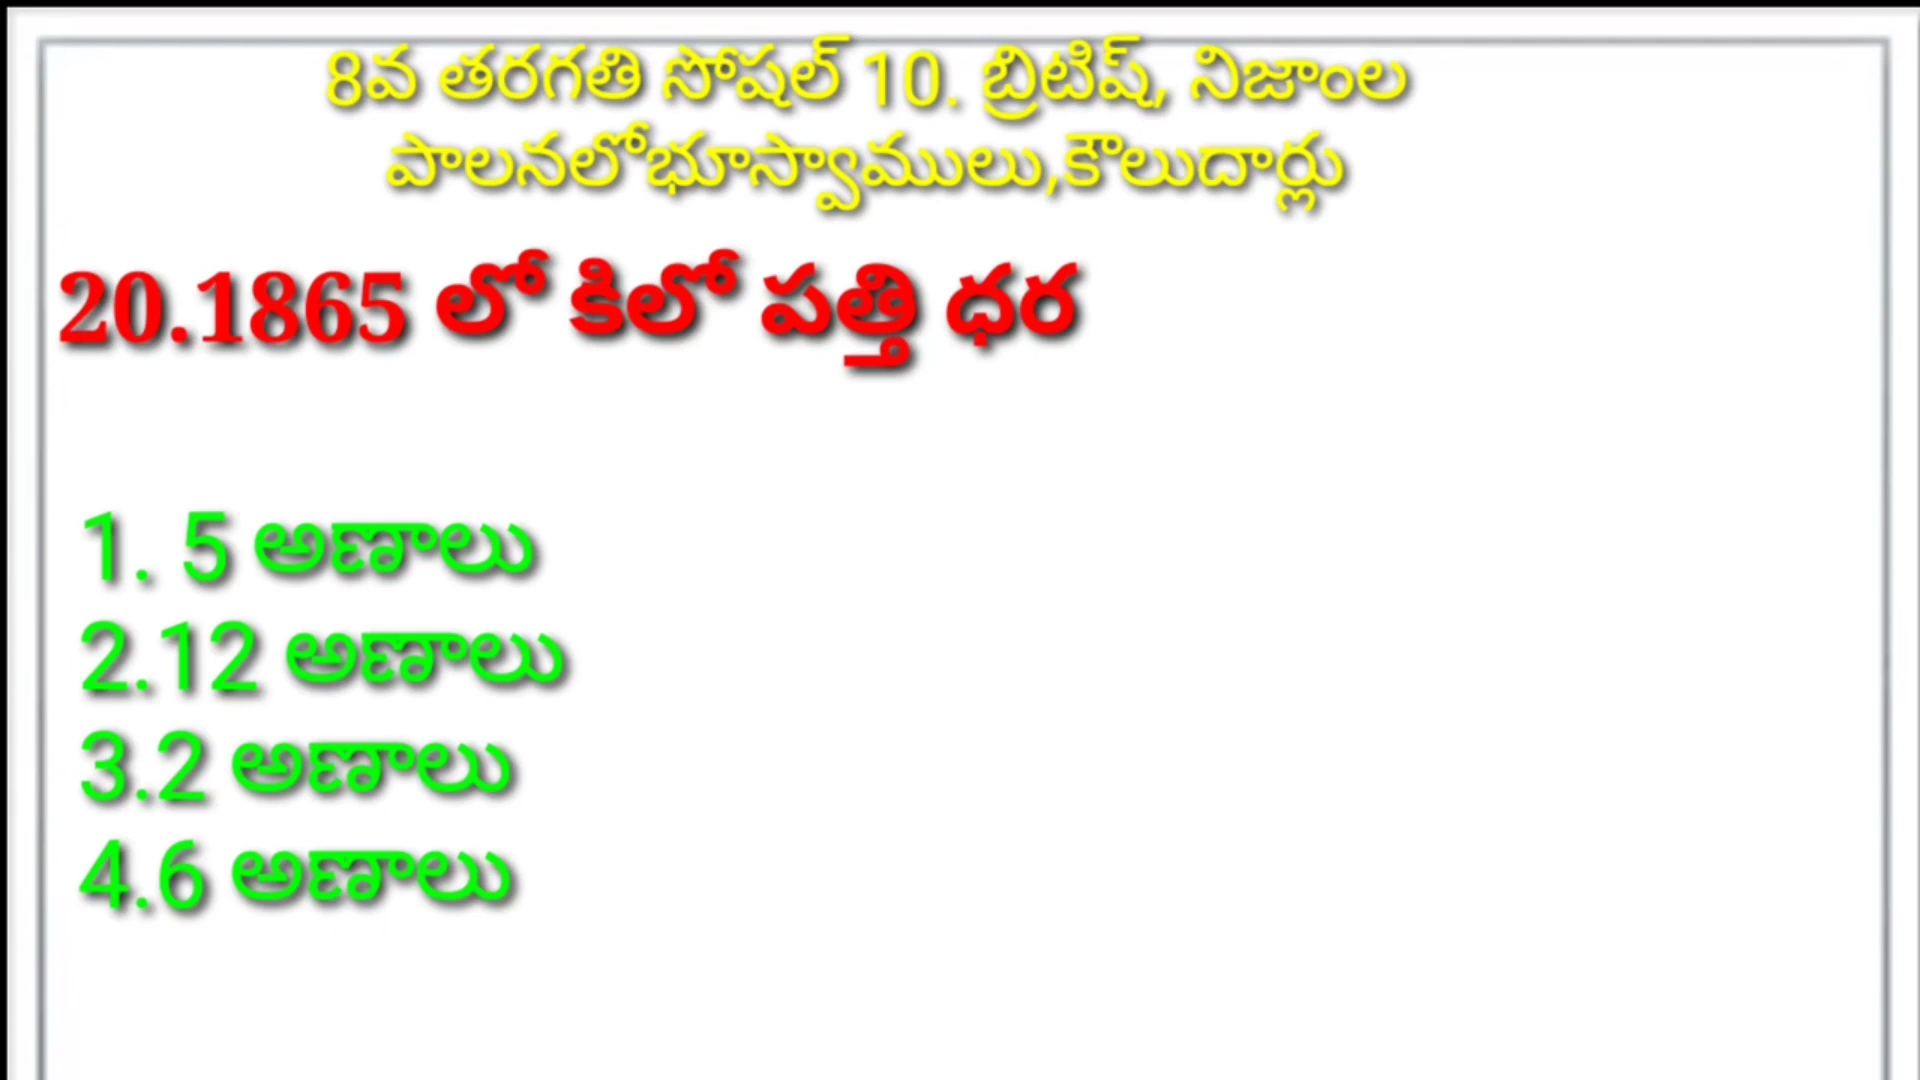 8వ తరగతి సోషల్ 10. బ్రిటిష్, నిజాంల
పాలనలోభూస్వాములు,కౌలుదార్లు
20.1865 లో కిలో పత్తి ధర
1. 5 అణాలు
2.12 అణాలు
3.2 అణాలు
4.6 అణాలు